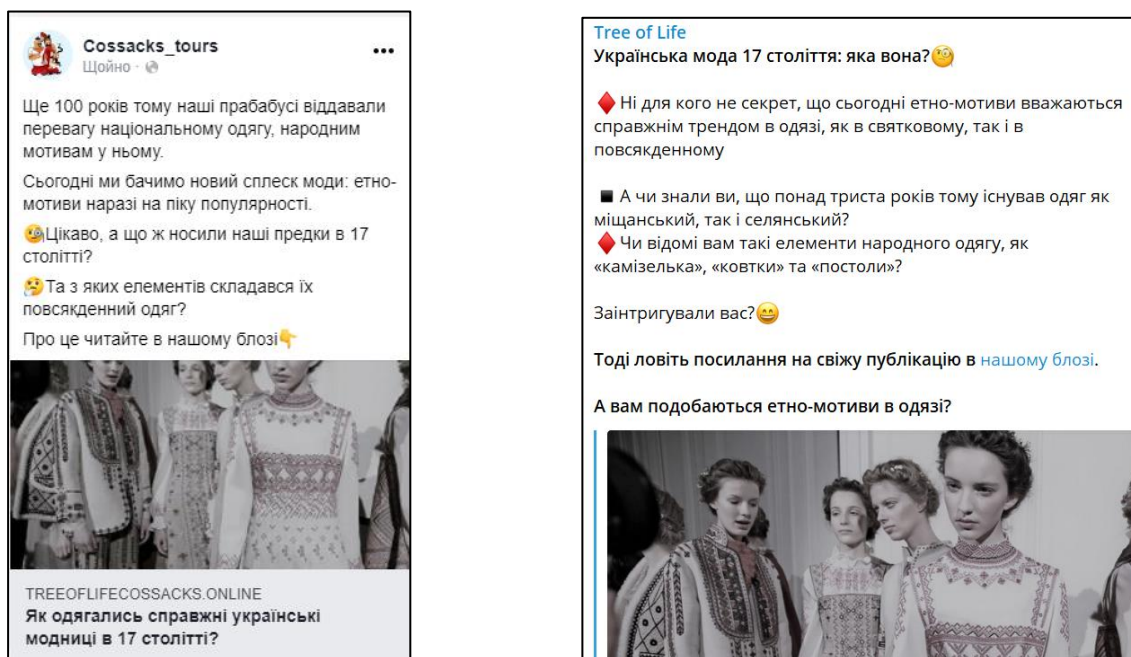 Cossacks_tours
Щойно ·
Ще 100 років тому наші прабабусі віддавали
перевагу національному одягу, народним
мотивам у ньому.
Сьогодні ми бачимо новий сплеск моди: етно-
мотиви наразі на піку популярності.
🧐Цікаво, а що ж носили наші предки в 17
столітті?
🤔Та з яких елементів складався їх
повсякденний одяг?
Про це читайте в нашому блозі👇
TREEOFLIFECOSSACKS.ONLINE
Як одягались справжні українські
модниці в 17 столітті?
Tree of Life
Українська мода 17 століття: яка вона?🧐
♦️Ні для кого не секрет, що сьогодні етно-мотиви вважаються
справжнім трендом в одязі, як в святковому, так і в
повсякденному
▪️ А чи знали ви, що понад триста років тому існував одяг як
міщанський, так і селянський?
♦️Чи відомі вам такі елементи народного одягу, як
«камізелька», «ковтки» та «постоли»?
Заінтригували вас?😄
Тоді ловіть посилання на свіжу публікацію в нашому блозі.
А вам подобаються етно-мотиви в одязі?